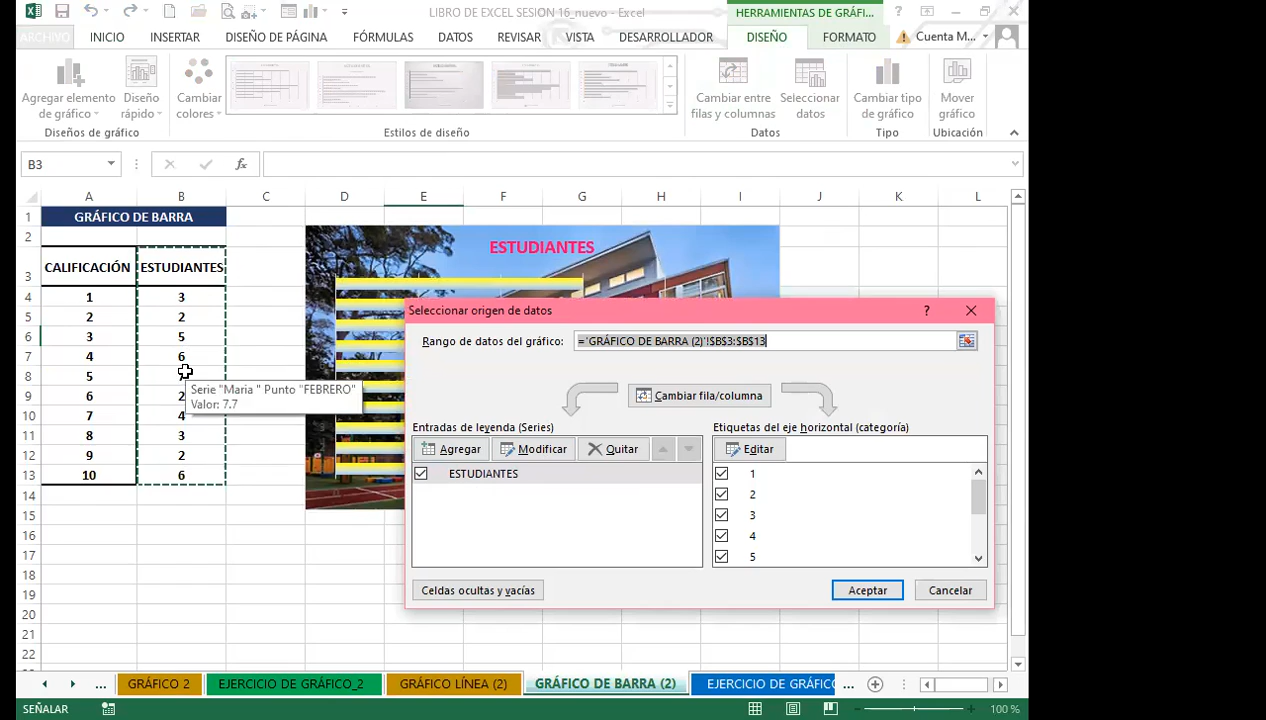 LIBRO DE EXCEL SESION 16_nuevo - Excel
HERRAMIENTAS DE GRÁFI...
?
ARCHIVO
INICIO
INSERTAR
DISEÑO DE PÁGINA
FÓRMULAS
DATOS
REVISAR
VISTA
DESARROLLADOR
DISEÑO
FORMATO
Cuenta M...
Agregar elemento
de gráfico
Diseño
rápido
Cambiar
colores
Cambiar entre
filas y columnas
Seleccionar
datos
Cambiar tipo
de gráfico
Mover
gráfico
Diseños de gráfico
Estilos de diseño
Datos
Tipo
Ubicación
B3
fx
A B C D E F G H I J K L
1 GRÁFICO DE BARRA
2
3 CALIFICACIÓN ESTUDIANTES
4 1 3
5 2 2
6 3 5
7 4 6
8 5
9 6 2
10 7 4
11 8 3
12 9 2
13 10 6
14
15
16
17
18
19
20
21
22
Serie "Maria " Punto "FEBRERO"
Valor: 7.7
ESTUDIANTES
Seleccionar origen de datos
?
Rango de datos del gráfico:
='GRÁFICO DE BARRA (2)'!$B$3:$B$13
Cambiar fila/columna
Entradas de leyenda (Series)
Agregar
Modificar
Quitar
ESTUDIANTES
Etiquetas del eje horizontal (categoría)
Editar
1
2
3
4
5
Celdas ocultas y vacías
Aceptar
Cancelar
...
GRÁFICO 2
EJERCICIO DE GRÁFICO_2
GRÁFICO LÍNEA (2)
GRÁFICO DE BARRA (2)
EJERCICIO DE GRÁFICO
...
SEÑALAR
100 %